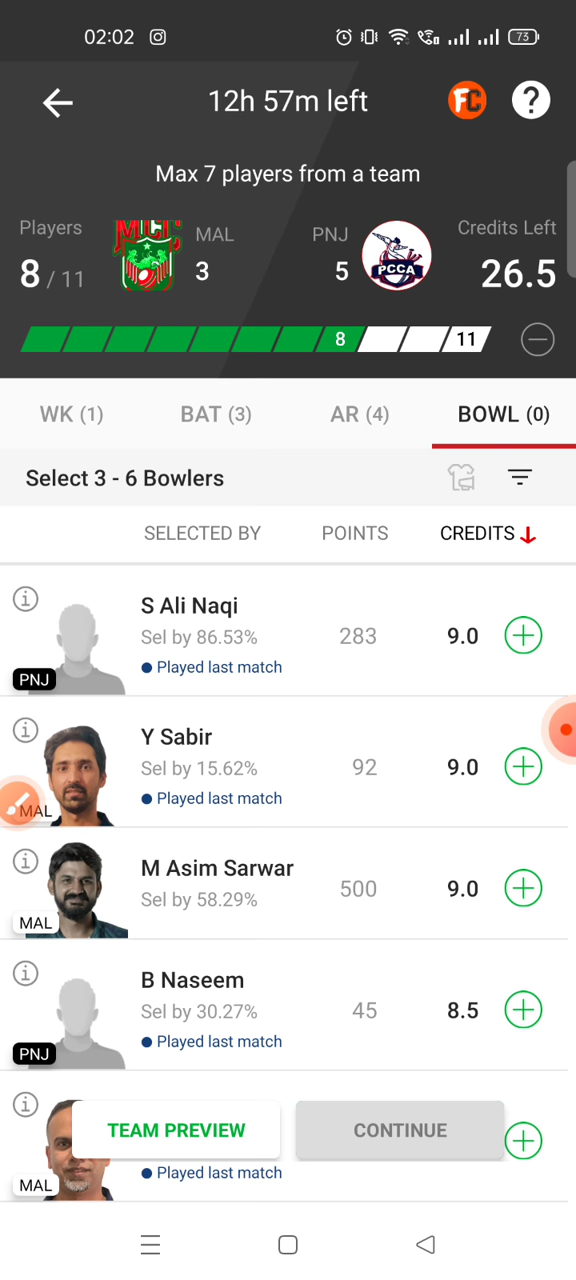 02:02
73
12h 57m left
FC
?
Max 7 players from a team
Players
8 / 11
MAL
3
PNJ
5
PCCA
Credits Left
26.5
8
11
WK (1)
BAT (3)
AR (4)
BOWL (0)
Select 3 - 6 Bowlers
SELECTED BY
POINTS
CREDITS
S Ali Naqi
Sel by 86.53%
Played last match
283
9.0
PNJ
Y Sabir
Sel by 15.62%
Played last match
92
9.0
MAL
M Asim Sarwar
Sel by 58.29%
500
9.0
MAL
B Naseem
Sel by 30.27%
Played last match
45
8.5
PNJ
TEAM PREVIEW
CONTINUE
Played last match
MAL